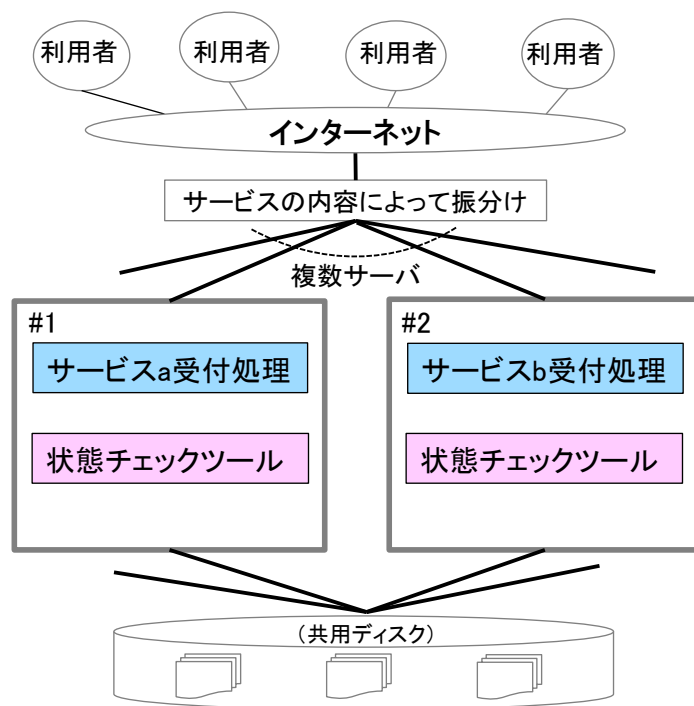 利用者
利用者
利用者
利用者
インターネット
サービスの内容によって振分け
複数サーバ
#1
サービスa受付処理
状態チェックツール
#2
サービスb受付処理
状態チェックツール
(共用ディスク)